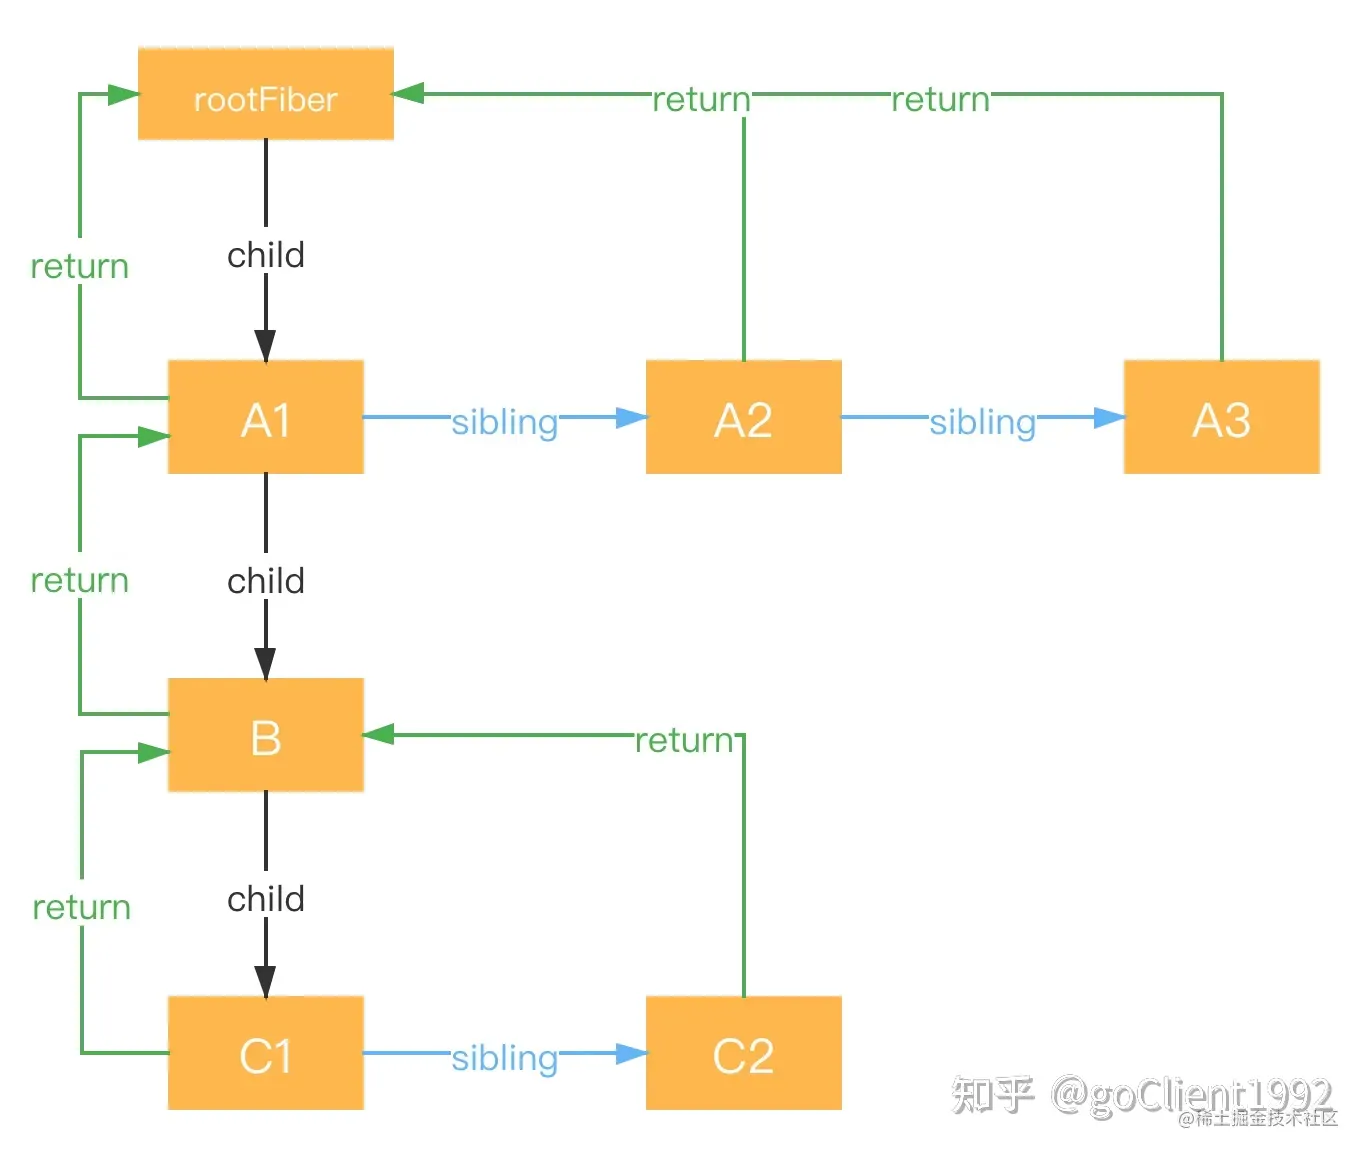 rootFiber
return
return
return
child
A1
sibling
A2
sibling
A3
return
child
B
return
return
child
C1
sibling
C2
知乎 @goClient1992
@稀土掘金技术社区